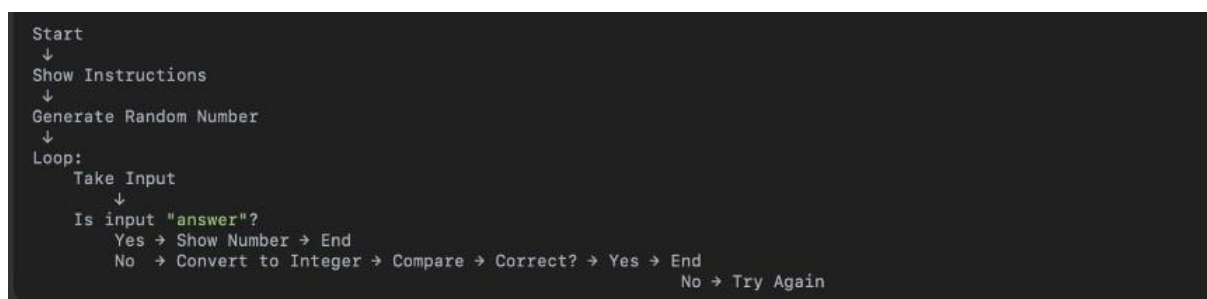 Start
↓
Show Instructions
↓
Generate Random Number
↓
Loop:
Take Input
↓
Is input "answer"?
Yes → Show Number → End
No → Convert to Integer → Compare → Correct? → Yes → End
No → Try Again